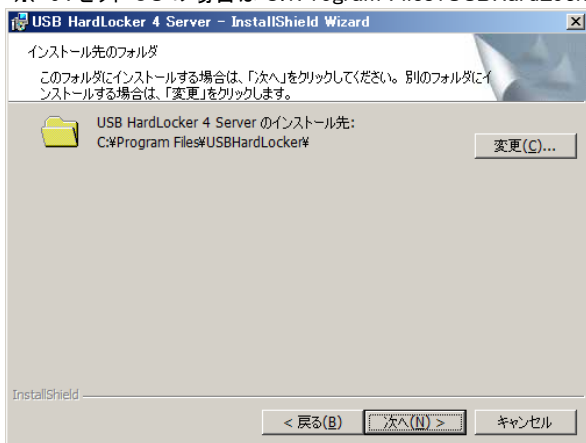 USB HardLocker 4 Server - InstallShield Wizard
インストール先のフォルダ
このフォルダにインストールする場合は、「次へ」をクリックしてください。別のフォルダにイ
ンストールする場合は、「変更」をクリックします。
USB HardLocker 4 Server のインストール先:
C:¥Program Files¥USBHardLocker¥
変更(C)...
InstallShield
< 戻る(B)
次へ(N) >
キャンセル